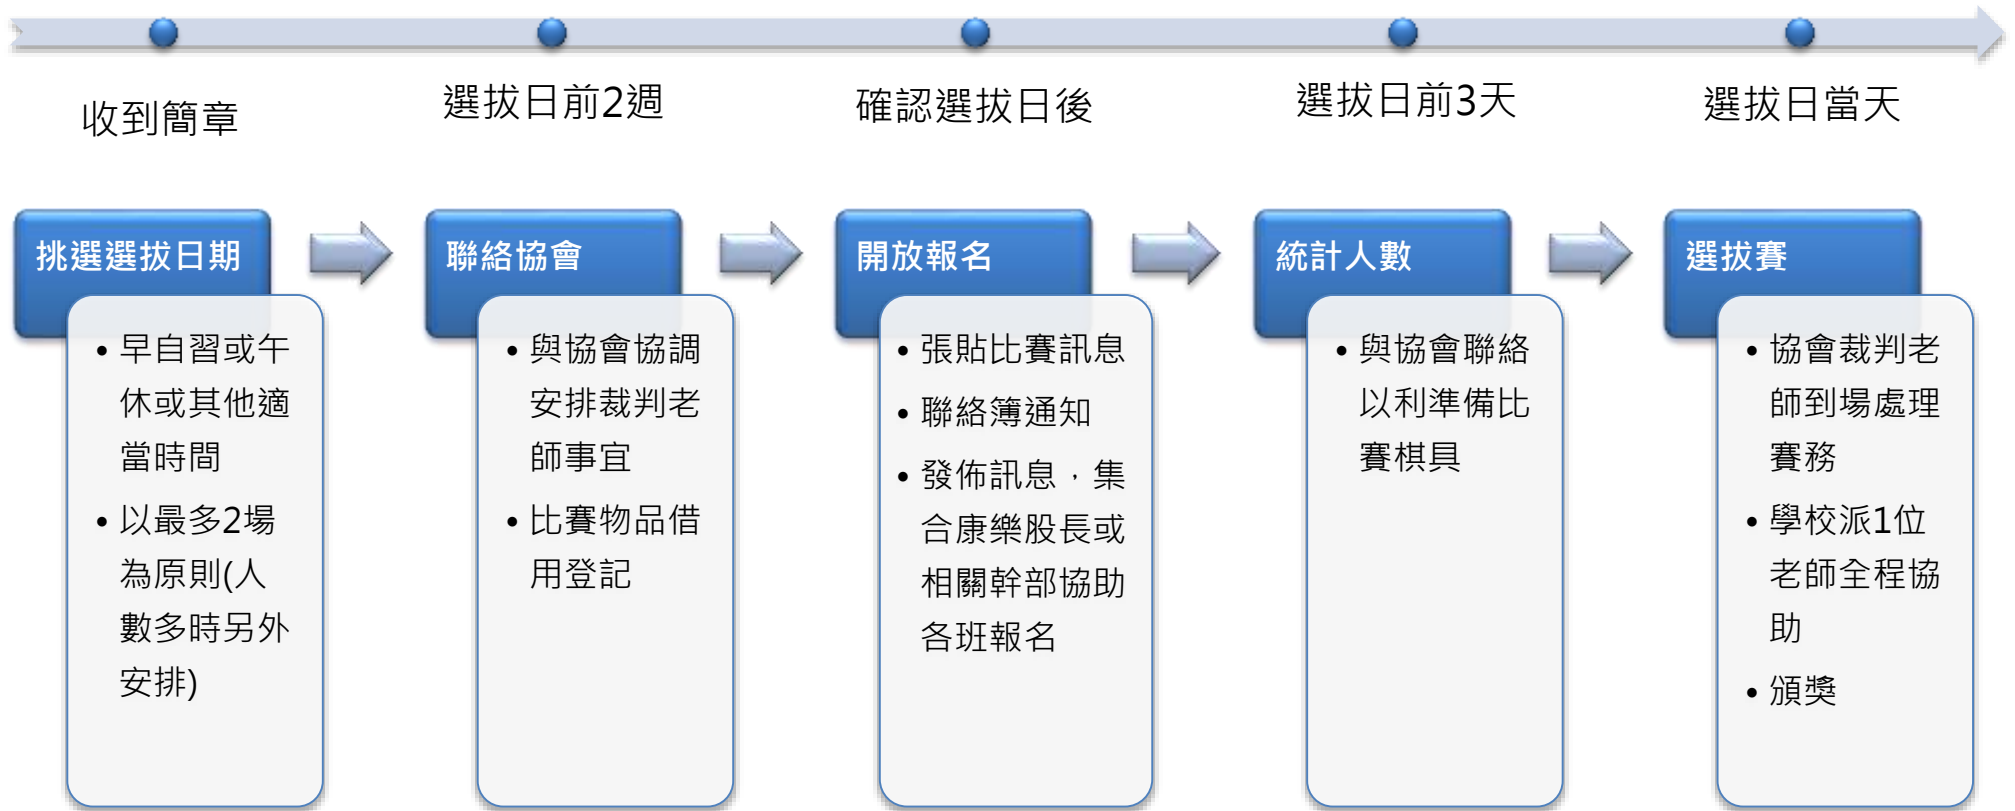 收到簡章
選拔日前2週
確認選拔日後
選拔日前3天
選拔日當天
挑選選拔日期
• 早自習或午
休或其他適
當時間
• 以最多2場
為原則(人
數多時另外
安排)
聯絡協會
• 與協會協調
安排裁判老
師事宜
• 比賽物品借
用登記
開放報名
• 張貼比賽訊息
• 聯絡簿通知
• 發佈訊息，集
合康樂股長或
相關幹部協助
各班報名
統計人數
• 與協會聯絡
以利準備比
賽棋具
選拔賽
• 協會裁判老
師到場處理
賽務
• 學校派1位
老師全程協
助
• 頒獎